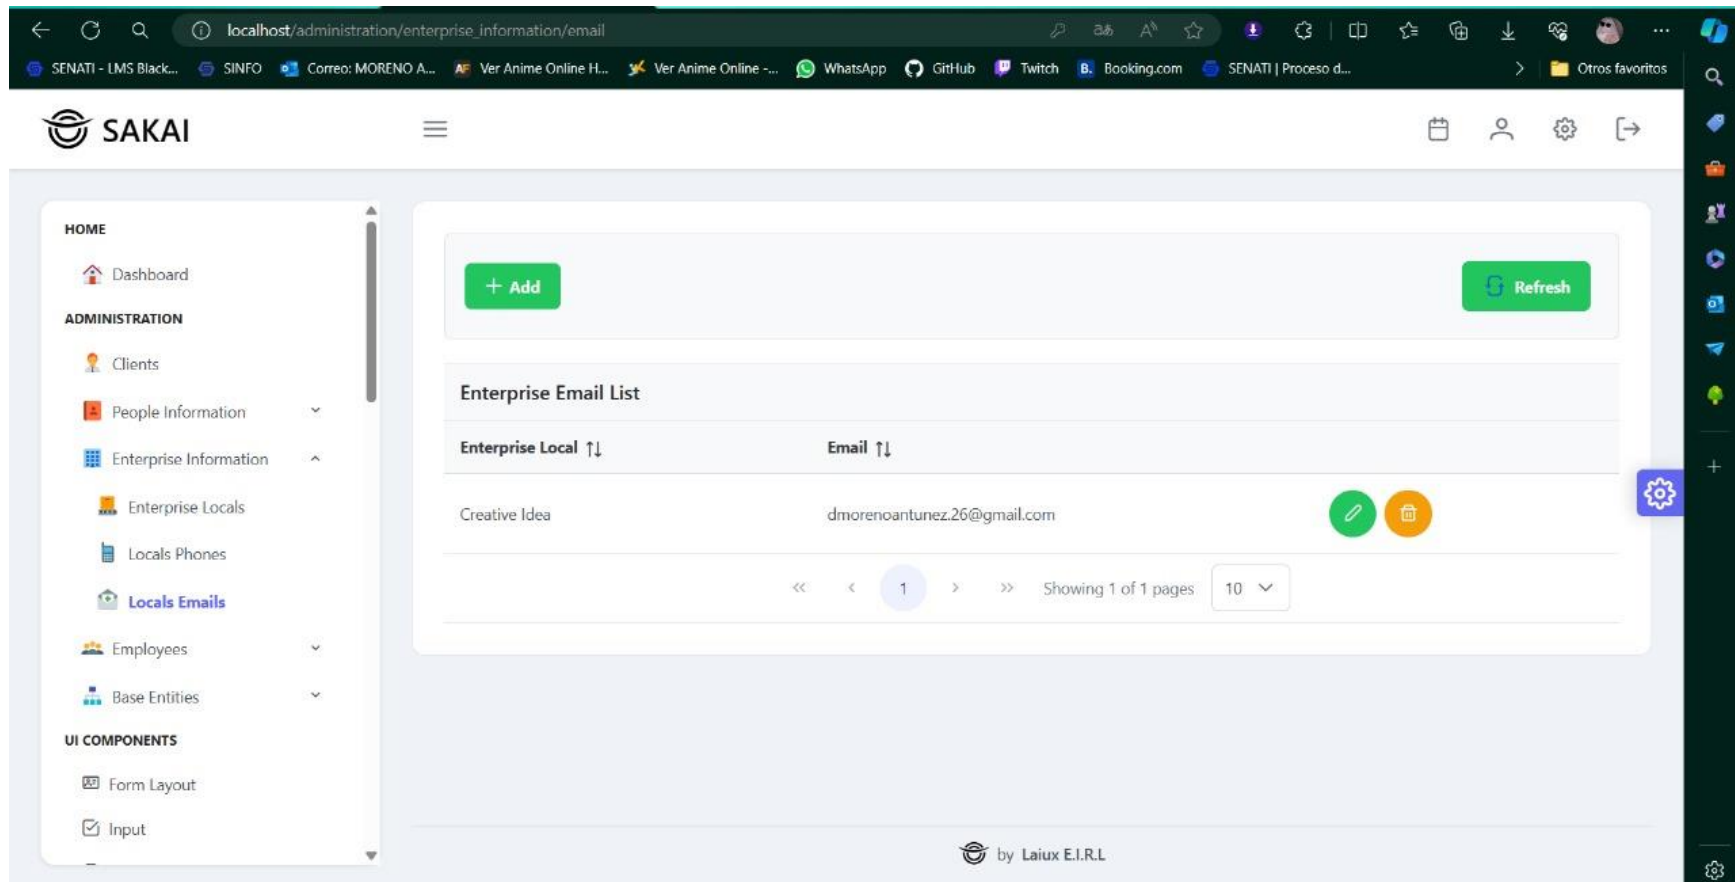 localhost/administration/enterprise_information/email
SENATI - LMS Black... SINFO Correo: MORENO A... AF Ver Anime Online H... Ver Anime Online -... WhatsApp GitHub Twitch B. Booking.com SENATI | Proceso d... Otros favoritos
SAKAI
HOME
Dashboard
ADMINISTRATION
Clients
People Information
Enterprise Information
Enterprise Locals
Locals Phones
Locals Emails
Employees
Base Entities
UI COMPONENTS
Form Layout
Input
+ Add
Refresh
Enterprise Email List
Enterprise Local Email
Creative Idea dmorenoantunez.26@gmail.com
<< < 1 > >> Showing 1 of 1 pages 10
by Laiux E.I.R.L